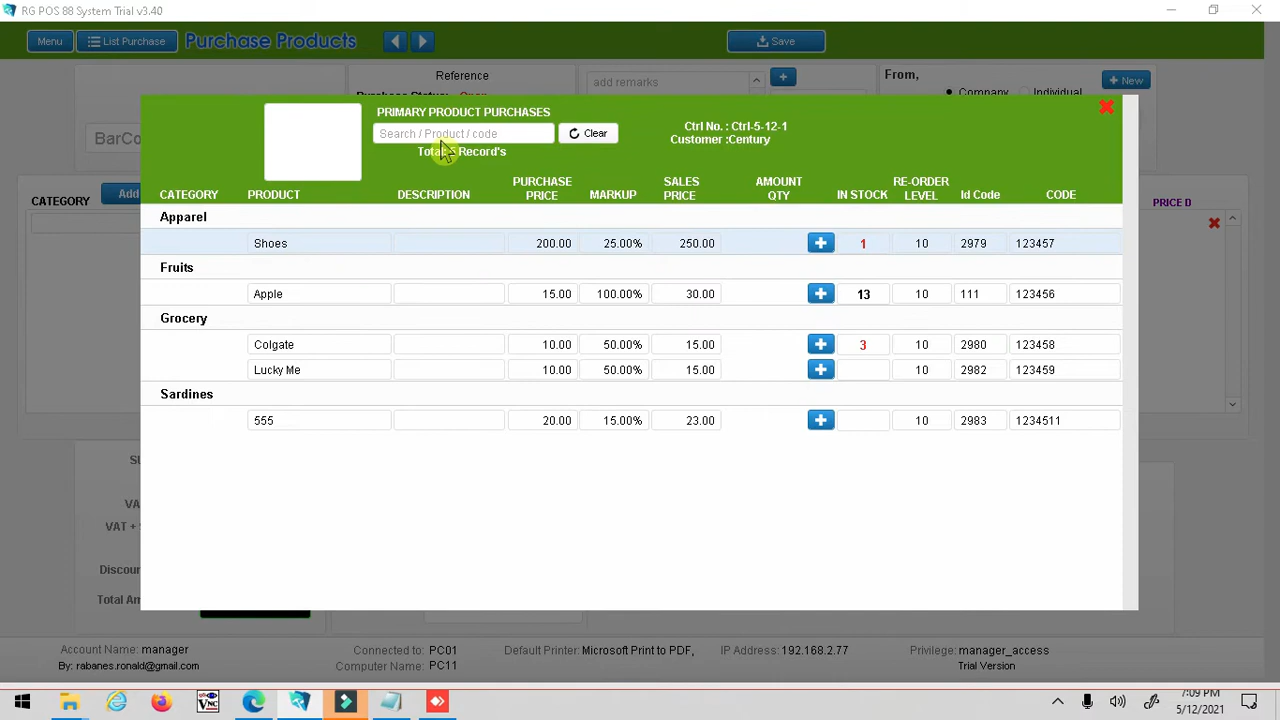 RG POS 88 System Trial v3.40
Menu
List Purchase
Purchase Products
Save
Reference
add remarks
From,
New
Company
Individual
BarCo
CATEGORY
Add
PRICE D
PRIMARY PRODUCT PURCHASES
Search / Product / code
Clear
Record's
Ctrl No. : Ctrl-5-12-1
Customer :Century
CATEGORY PRODUCT DESCRIPTION PURCHASE PRICE MARKUP SALES PRICE AMOUNT QTY IN STOCK RE-ORDER LEVEL Id Code CODE
Apparel
Shoes 200.00 25.00% 250.00 1 10 2979 123457
Fruits
Apple 15.00 100.00% 30.00 13 10 111 123456
Grocery
Colgate 10.00 50.00% 15.00 3 10 2980 123458
Lucky Me 10.00 50.00% 15.00 10 2982 123459
Sardines
555 20.00 15.00% 23.00 10 2983 1234511
VAT +
Discou
Total Am
Account Name: manager
By: rabanes.ronald@gmail.com
Connected to: PC01
Computer Name: PC11
Default Printer: Microsoft Print to PDF,
IP Address: 192.168.2.77
Privilege: manager_access
Trial Version
7:09 PM
5/12/2021